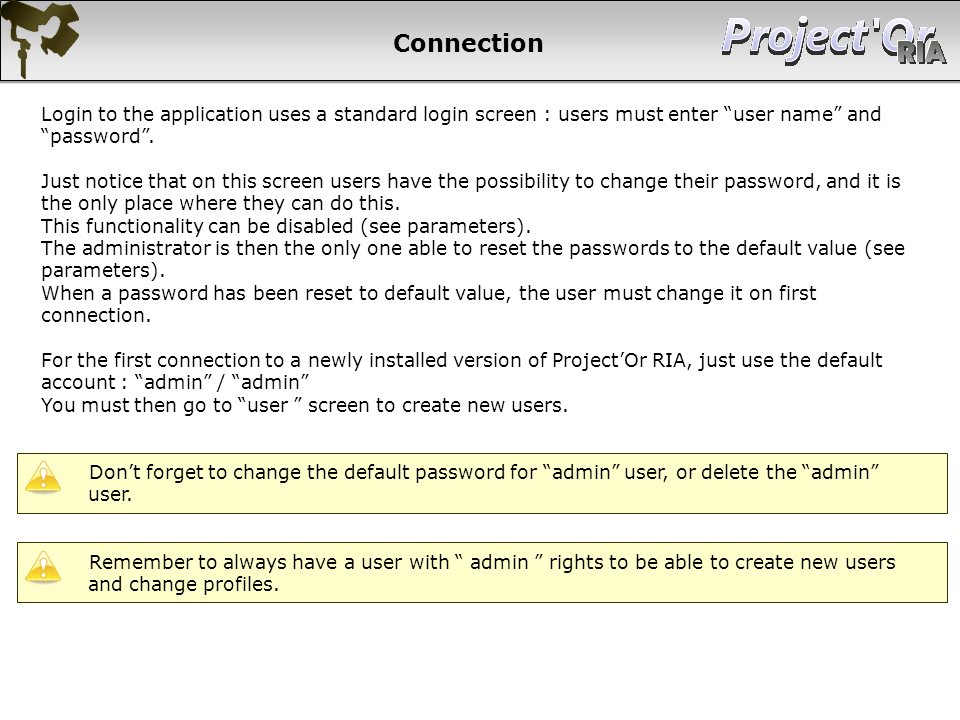 Connection
Project'Or
RIA
Login to the application uses a standard login screen : users must enter “user name” and
“password”.
Just notice that on this screen users have the possibility to change their password, and it is
the only place where they can do this.
This functionality can be disabled (see parameters).
The administrator is then the only one able to reset the passwords to the default value (see
parameters).
When a password has been reset to default value, the user must change it on first
connection.
For the first connection to a newly installed version of Project’Or RIA, just use the default
account : “admin” / “admin”
You must then go to “user ” screen to create new users.
Don’t forget to change the default password for “admin” user, or delete the “admin”
user.
Remember to always have a user with “ admin ” rights to be able to create new users
and change profiles.